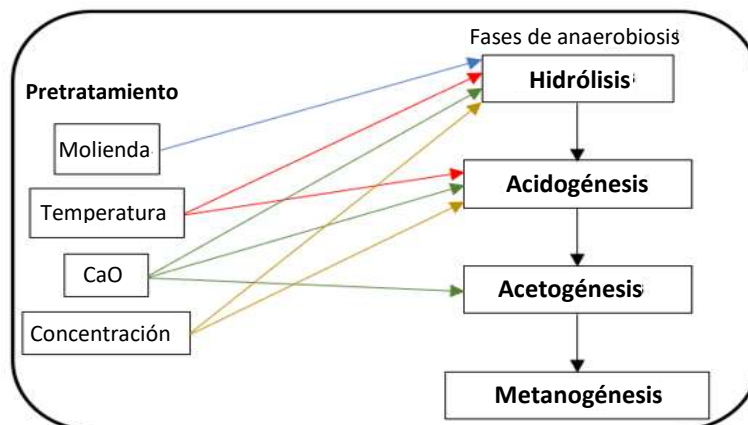 Fases de anaerobiosis
Hidrólisis
Pretratamiento
Molienda
Acidogénesis
Temperatura
CaO
Acetogénesis
Concentración
Metanogénesis